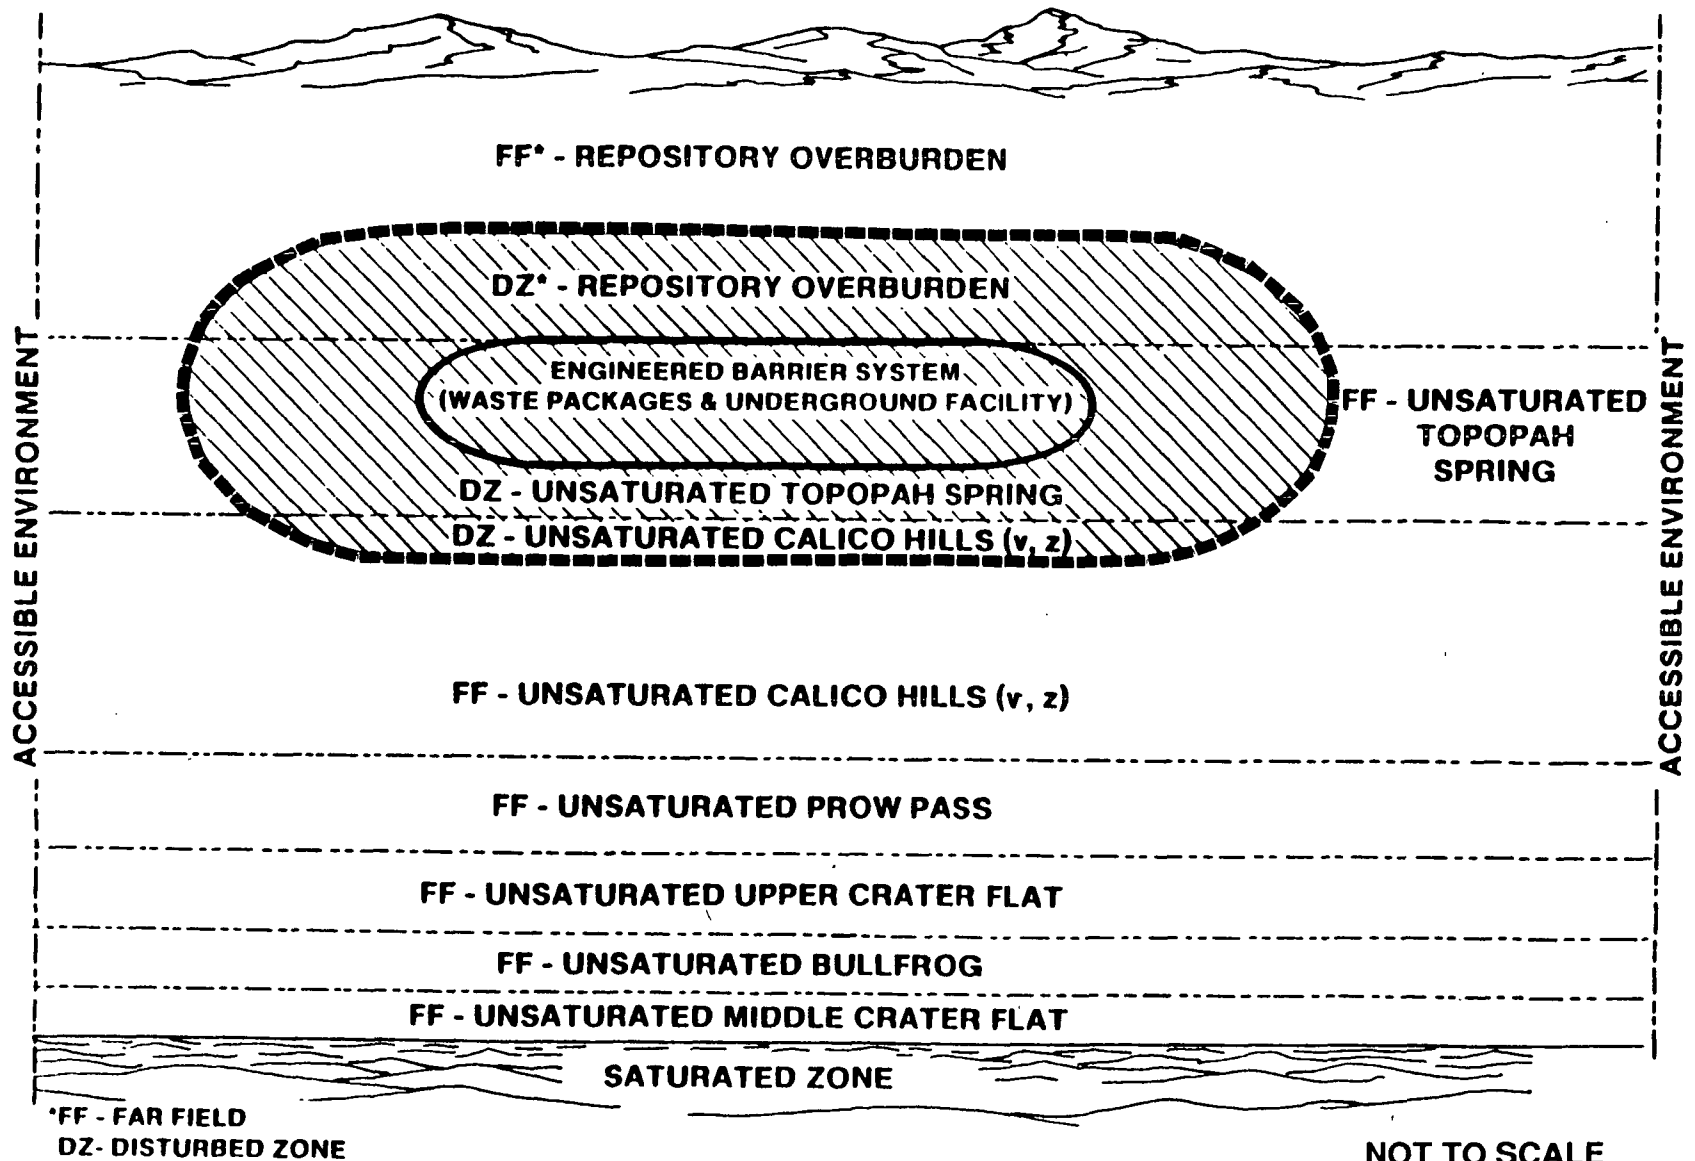 FF* - REPOSITORY OVERBURDEN
DZ* - REPOSITORY OVERBURDEN
ACCESSIBLE ENVIRONMENT
ENGINEERED BARRIER SYSTEM
(WASTE PACKAGES & UNDERGROUND FACILITY)
FF - UNSATURATED
TOPOPAH
SPRING
ACCESSIBLE ENVIRONMENT
DZ - UNSATURATED TOPOPAH SPRING
DZ - UNSATURATED CALICO HILLS (v, z)
FF - UNSATURATED CALICO HILLS (v, z)
FF - UNSATURATED PROW PASS
FF - UNSATURATED UPPER CRATER FLAT
FF - UNSATURATED BULLFROG
FF - UNSATURATED MIDDLE CRATER FLAT
SATURATED ZONE
*FF - FAR FIELD
DZ- DISTURBED ZONE
NOT TO SCALE